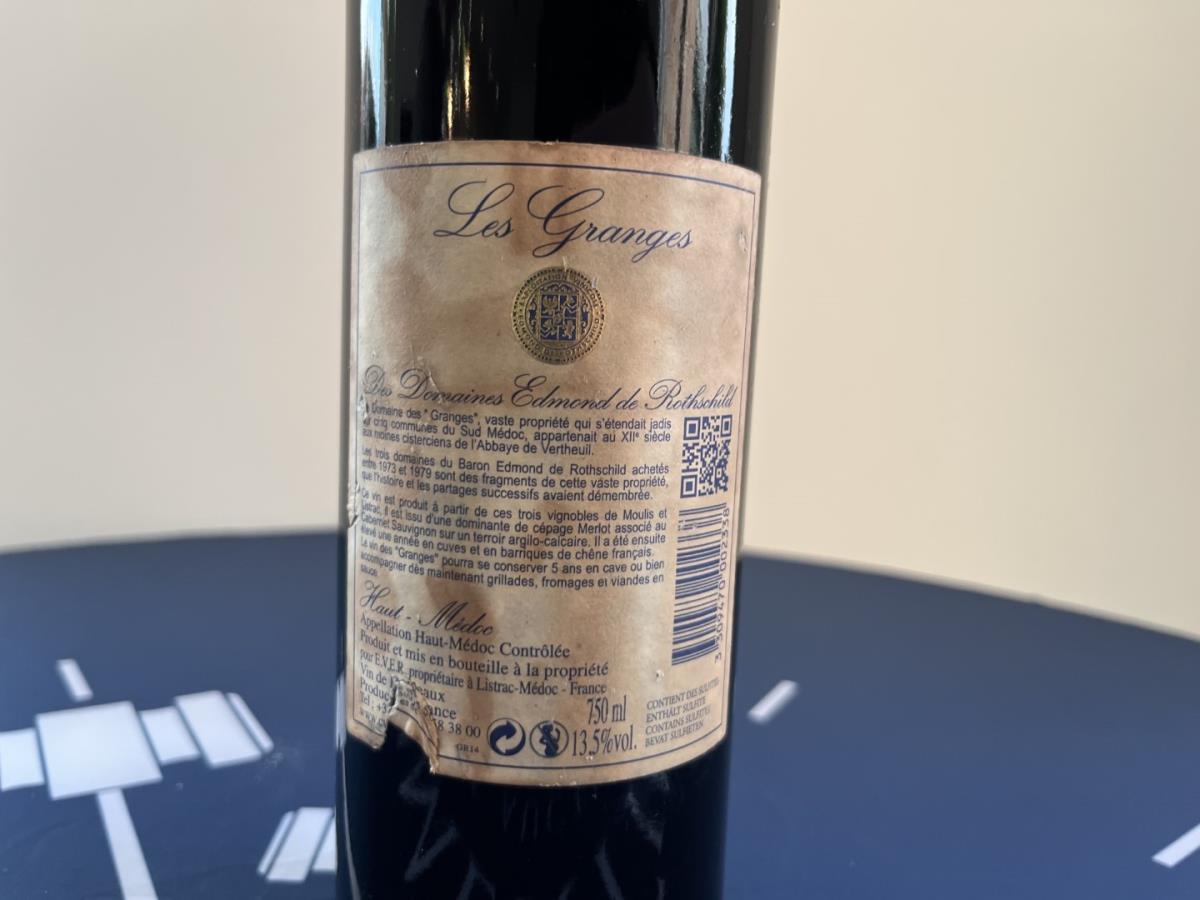 Les Granges
Des Domaines Edmond de Rothschild
Domaine des "Granges", vaste propriété qui s'étendait jadis
sur cinq communes du Sud Médoc, appartenait au XIIe siècle
aux moines cisterciens de l'Abbaye de Vertheuil.
Les trois domaines du Baron Edmond de Rothschild achetés
entre 1973 et 1979 sont des fragments de cette vaste propriété,
que l'histoire et les partages successifs avaient démembrée.
Ce vin est produit à partir de ces trois vignobles de Moulis et
Listrac, il est issu d'une dominante de cépage Merlot associé au
Cabernet Sauvignon sur un terroir argilo-calcaire. Il a été ensuite
élevé une année en cuves et en barriques de chêne français.
Le vin des "Granges" pourra se conserver 5 ans en cave ou bien
accompagner dès maintenant grillades, fromages et viandes en
sauce.
Haut - Médoc
Appellation Haut-Médoc Contrôlée
Produit et mis en bouteille à la propriété
pour E.V.E.R. propriétaire à Listrac-Médoc - France
Vin de
Tel : 58 38 00
GR14
750 ml
13,5%vol.
CONTIENT DES SULFITES
ENTHÄLT SULFITE
CONTAINS SULFITES
BEVAT SULFIETEN
3 309470 002338